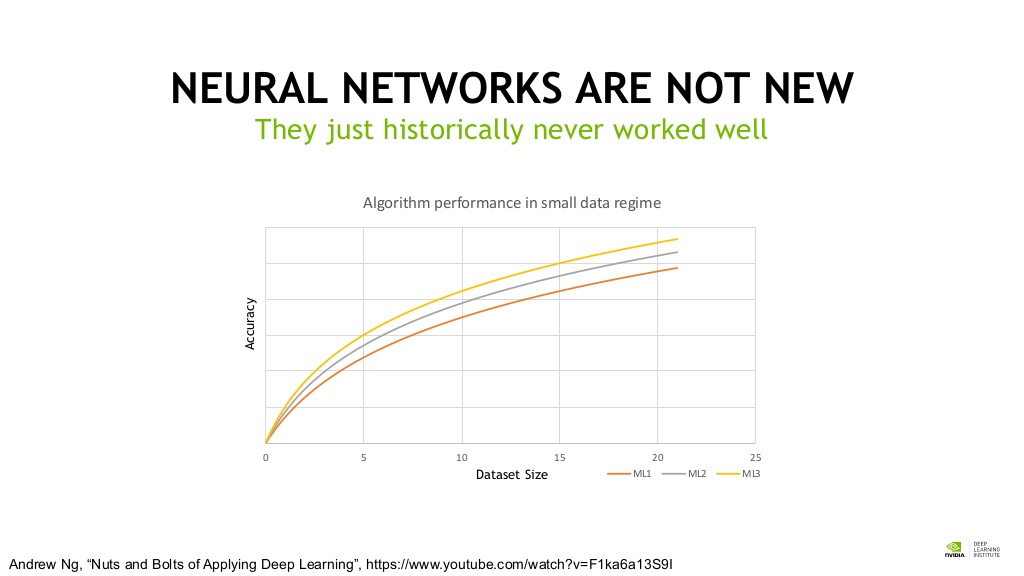 NEURAL NETWORKS ARE NOT NEW
They just historically never worked well
Algorithm performance in small data regime
Accuracy
0 5 10 15 20 25
Dataset Size
ML1 ML2 ML3
NVIDIA
DEEP
LEARNING
INSTITUTE
Andrew Ng, “Nuts and Bolts of Applying Deep Learning”, https://www.youtube.com/watch?v=F1ka6a13S9I